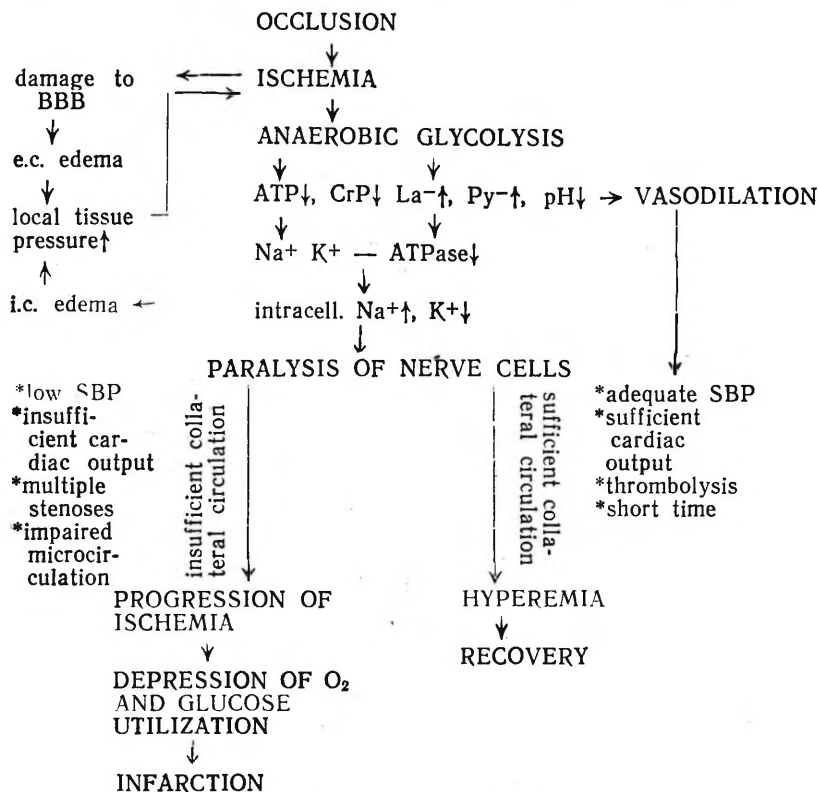 OCCLUSION
damage to
BBB
ISCHEMIA
ANAEROBIC GLYCOLYSIS
e.c. edema
ATP↓, CrP↓ La⁻↑, Py⁻↑, pH↓ → VASODILATION
local tissue
pressure↑
Na⁺ K⁺ — ATPase↓
i.c. edema ←
intracell. Na⁺↑, K⁺↓
PARALYSIS OF NERVE CELLS
*low SBP
*insuffi-
cient car-
diac output
*multiple
stenoses
*impaired
microcir-
culation
insufficient colla-
teral circulation
sufficient colla-
teral circulation
*adequate SBP
*sufficient
cardiac
output
*thrombolysis
*short time
PROGRESSION OF
ISCHEMIA
HYPEREMIA
RECOVERY
DEPRESSION OF O₂
AND GLUCOSE
UTILIZATION
INFARCTION